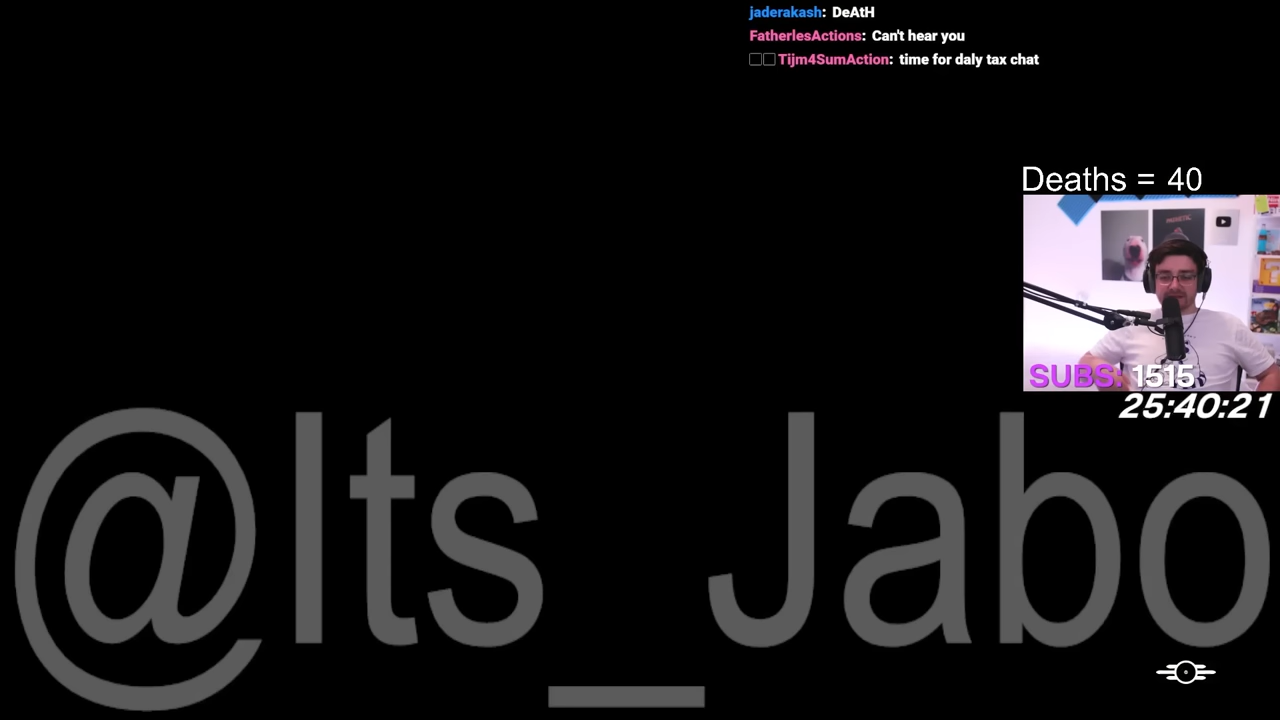 jaderakash: DeAtH
FatherlesActions: Can't hear you
Tijm4SumAction: time for daly tax chat
Deaths = 40
SUBS: 1515
25:40:21
@Its_Jabo